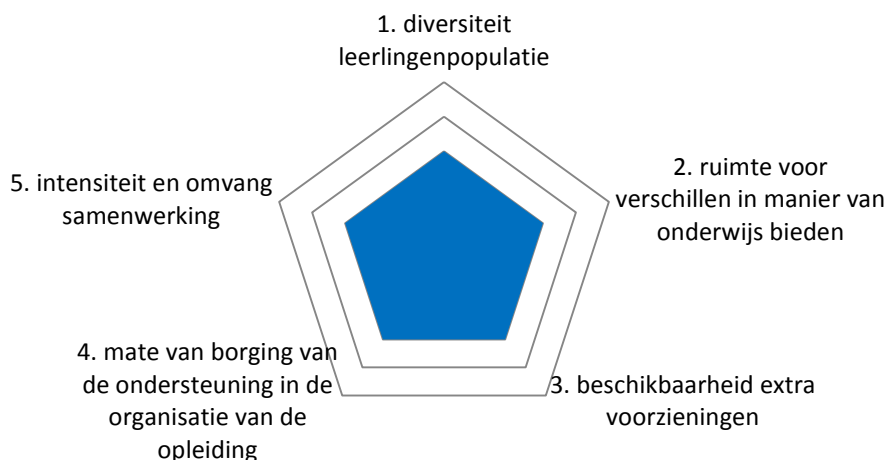 1. diversiteit
leerlingenpopulatie
2. ruimte voor
verschillen in manier van
onderwijs bieden
3. beschikbaarheid extra
voorzieningen
4. mate van borging van
de ondersteuning in de
organisatie van de
opleiding
5. intensiteit en omvang
samenwerking